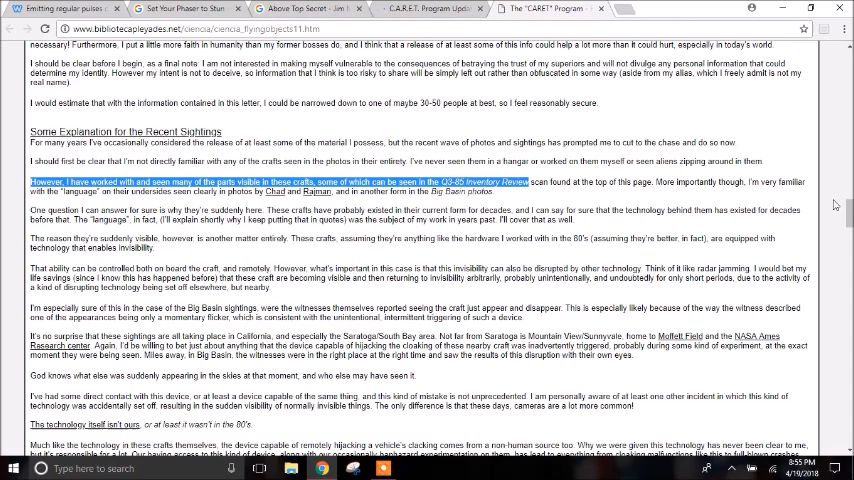 Emitting regular pulses o
Set Your Phaser to Stun
Above Top Secret - Jim M
C.A.R.E.T. Program Update
The "CARET" Program - E
www.bibliotecapleyades.net/ciencia/ciencia_flyingobjects11.htm
necessary! Furthermore, I put a little more faith in humanity than my former bosses do, and I think that a release of at least some of this info could help a lot more than it could hurt, especially in today's world.
I should be clear before I begin, as a final note: I am not interested in making myself vulnerable to the consequences of betraying the trust of my superiors and will not divulge any personal information that could
determine my identity. However my intent is not to deceive, so information that I think is too risky to share will be simply left out rather than obfuscated in some way (aside from my alias, which I freely admit is not my
real name).
I would estimate that with the information contained in this letter, I could be narrowed down to one of maybe 30-50 people at best, so I feel reasonably secure.
Some Explanation for the Recent Sightings
For many years I've occasionally considered the release of at least some of the material I possess, but the recent wave of photos and sightings has prompted me to cut to the chase and do so now.
I should first be clear that I'm not directly familiar with any of the crafts seen in the photos in their entirety. I've never seen them in a hangar or worked on them myself or seen aliens zipping around in them.
However, I have worked with and seen many of the parts visible in these crafts, some of which can be seen in the Q3-85 Inventory Review scan found at the top of this page. More importantly though, I'm very familiar
with the "language" on their undersides seen clearly in photos by Chad and Rajman, and in another form in the Big Basin photos.
One question I can answer for sure is why they're suddenly here. These crafts have probably existed in their current form for decades, and I can say for sure that the technology behind them has existed for decades
before that. The "language", in fact, (I'll explain shortly why I keep putting that in quotes) was the subject of my work in years past. I'll cover that as well.
The reason they're suddenly visible, however, is another matter entirely. These crafts, assuming they're anything like the hardware I worked with in the 80's (assuming they're better, in fact), are equipped with
technology that enables invisibility.
That ability can be controlled both on board the craft, and remotely. However, what's important in this case is that this invisibility can also be disrupted by other technology. Think of it like radar jamming. I would bet my
life savings (since I know this has happened before) that these craft are becoming visible and then returning to invisibility arbitrarily, probably unintentionally, and undoubtedly for only short periods, due to the activity of
a kind of disrupting technology being set off elsewhere, but nearby.
I'm especially sure of this in the case of the Big Basin sightings, were the witnesses themselves reported seeing the craft just appear and disappear. This is especially likely because of the way the witness described
one of the appearances being only a momentary flicker, which is consistent with the unintentional, intermittent triggering of such a device.
It's no surprise that these sightings are all taking place in California, and especially the Saratoga/South Bay area. Not far from Saratoga is Mountain View/Sunnyvale, home to Moffett Field and the NASA Ames
Research center. Again, I'd be willing to bet just about anything that the device capable of hijacking the cloaking of these nearby craft was inadvertently triggered, probably during some kind of experiment, at the exact
moment they were being seen. Miles away, in Big Basin, the witnesses were in the right place at the right time and saw the results of this disruption with their own eyes.
God knows what else was suddenly appearing in the skies at that moment, and who else may have seen it.
I've had some direct contact with this device, or at least a device capable of the same thing, and this kind of mistake is not unprecedented. I am personally aware of at least one other incident in which this kind of
technology was accidentally set off, resulting in the sudden visibility of normally invisible things. The only difference is that these days, cameras are a lot more common!
The technology itself isn't ours, or at least it wasn't in the 80's.
Much like the technology in these crafts themselves, the device capable of remotely hijacking a vehicle's clacking comes from a non-human source too. Why we were given this technology has never been clear to me,
but it's responsible for a lot. Our having access to this kind of device, along with our haphazard experimentation on them, has lead to everything from cloaking malfunctions like this to full-blown crashes.
Type here to search
8:55 PM
4/19/2018